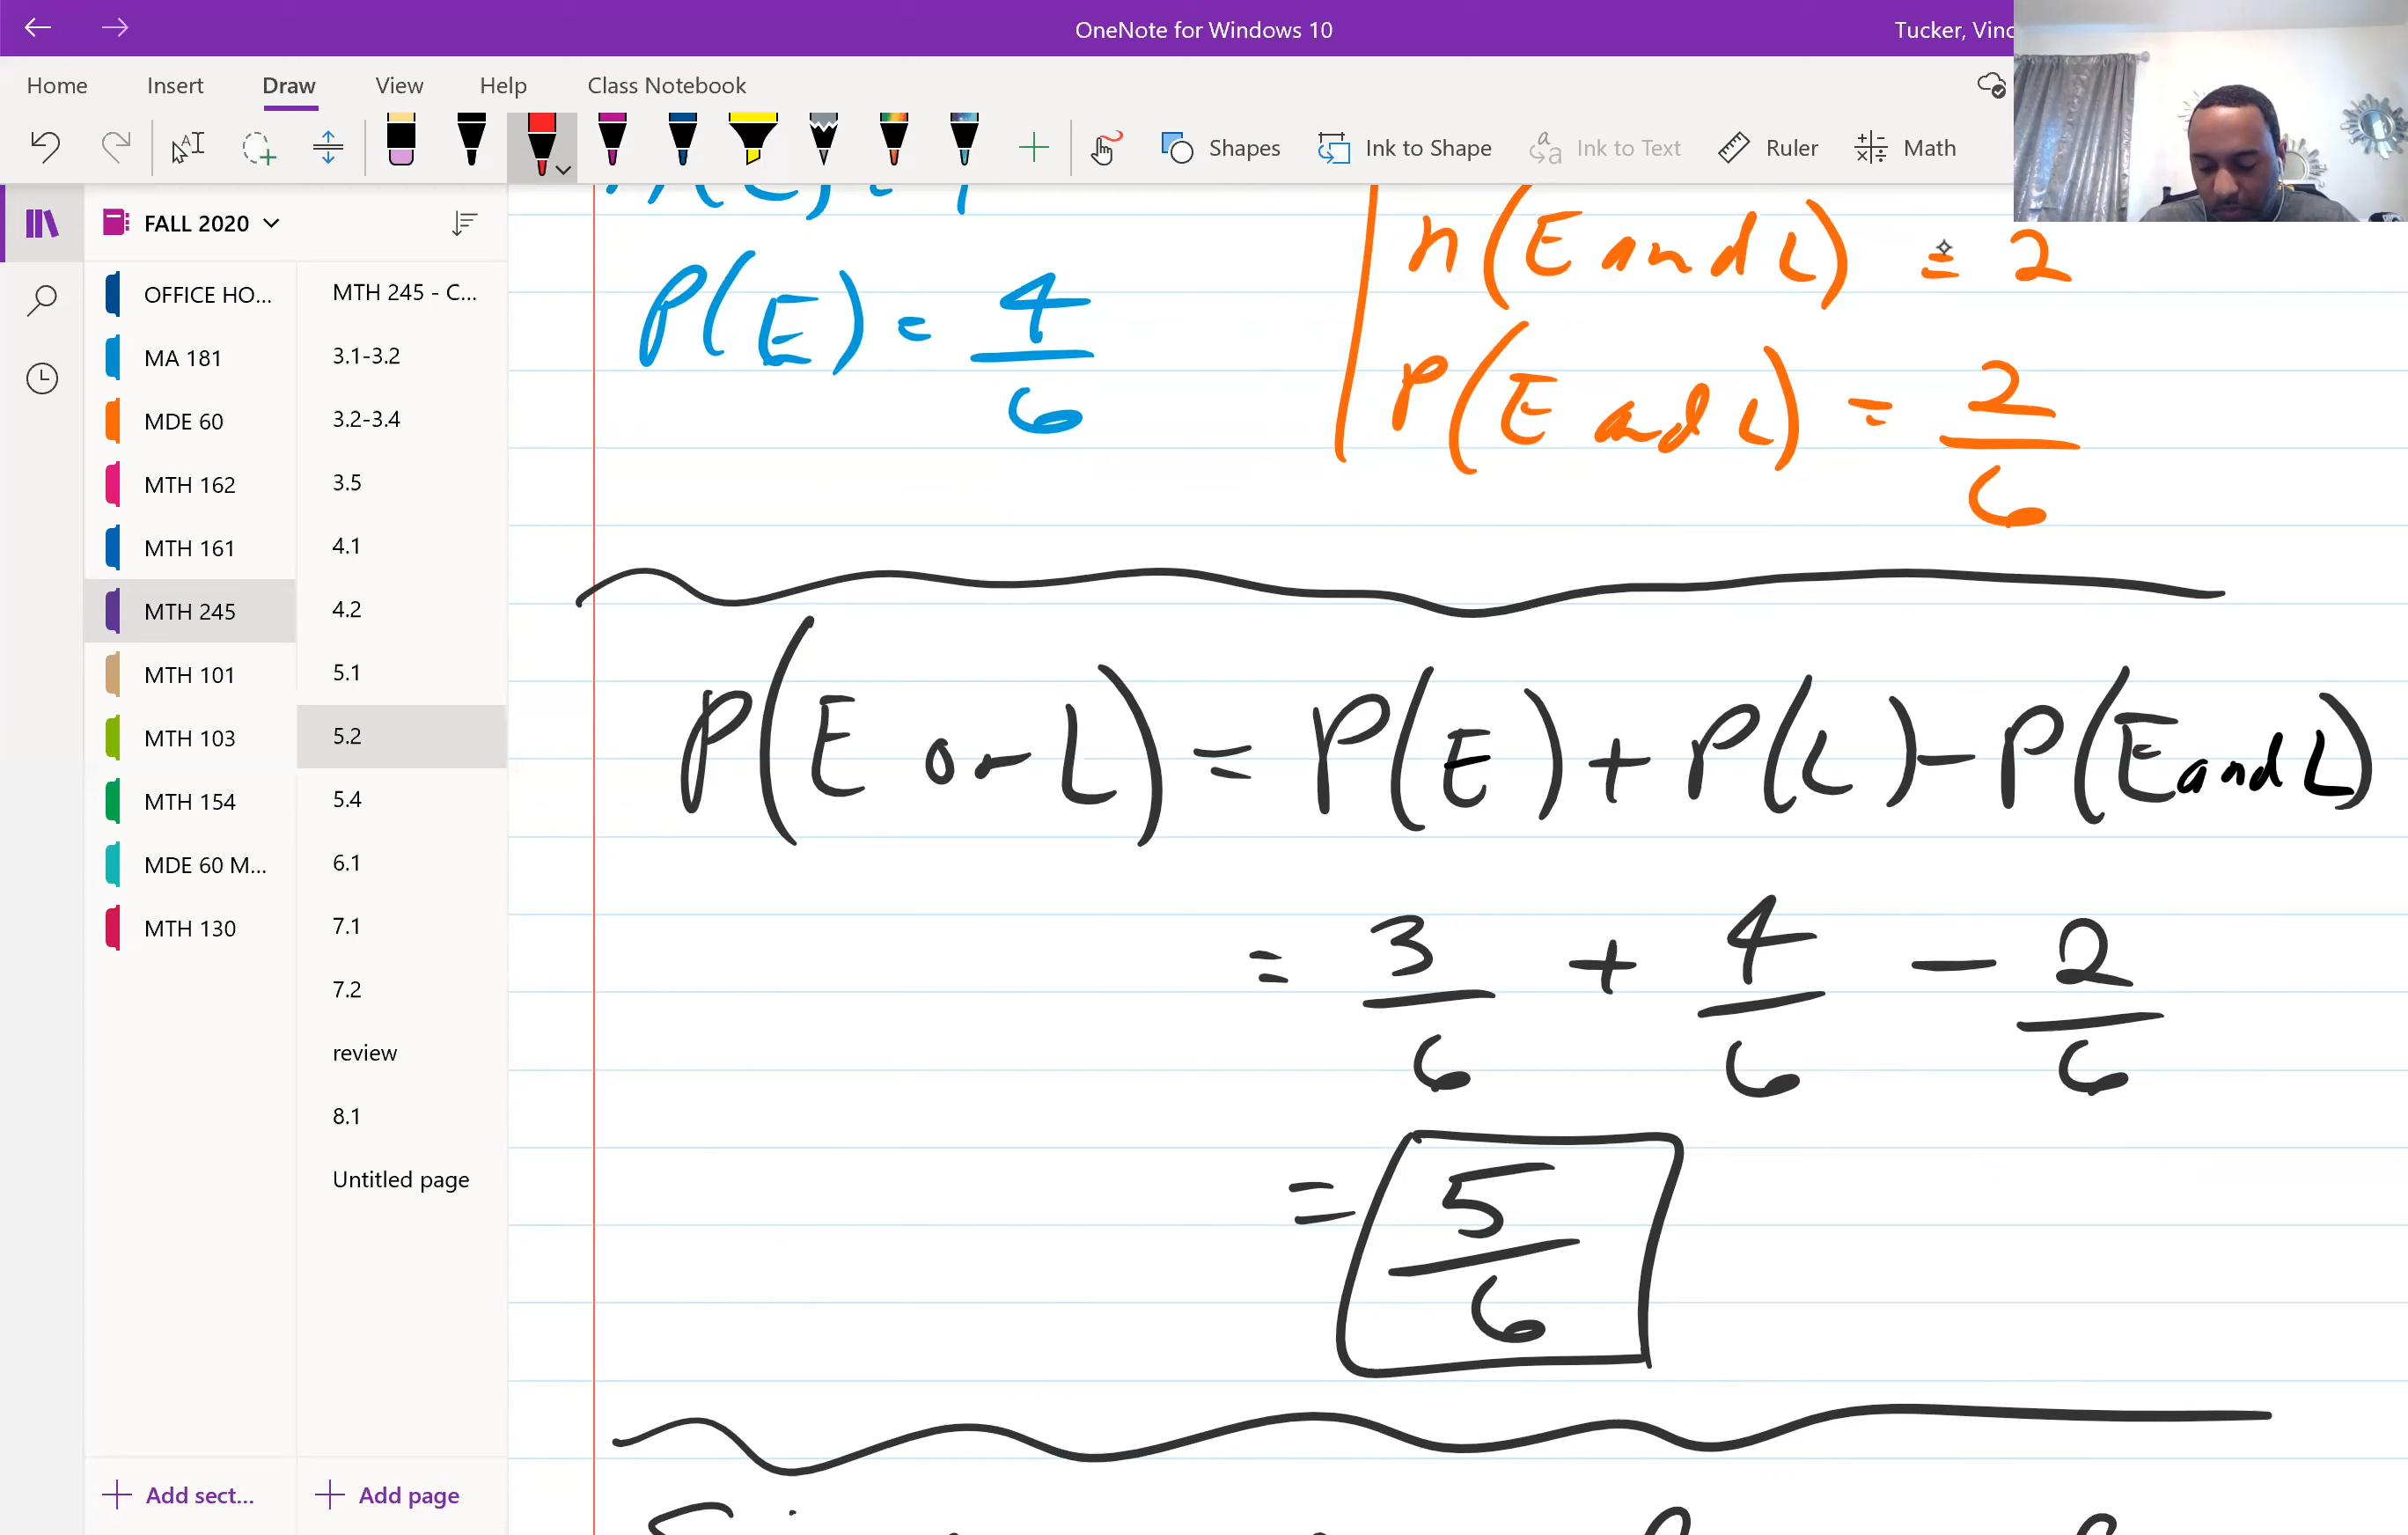 OneNote for Windows 10
Tucker, Vinc
Home Insert Draw View Help Class Notebook
Shapes Ink to Shape Ink to Text Ruler Math
FALL 2020
OFFICE HO...
MA 181
MDE 60
MTH 162
MTH 161
MTH 245
MTH 101
MTH 103
MTH 154
MDE 60 M...
MTH 130
Add sect...
MTH 245 - C...
3.1-3.2
3.2-3.4
3.5
4.1
4.2
5.1
5.2
5.4
6.1
7.1
7.2
review
8.1
Untitled page
Add page
P(E) = 4/6
n(E and L) = 2
P(E and L) = 2/6
P(E or L) = P(E) + P(L) - P(E and L)
= 3/6 + 4/6 - 2/6
= 5/6